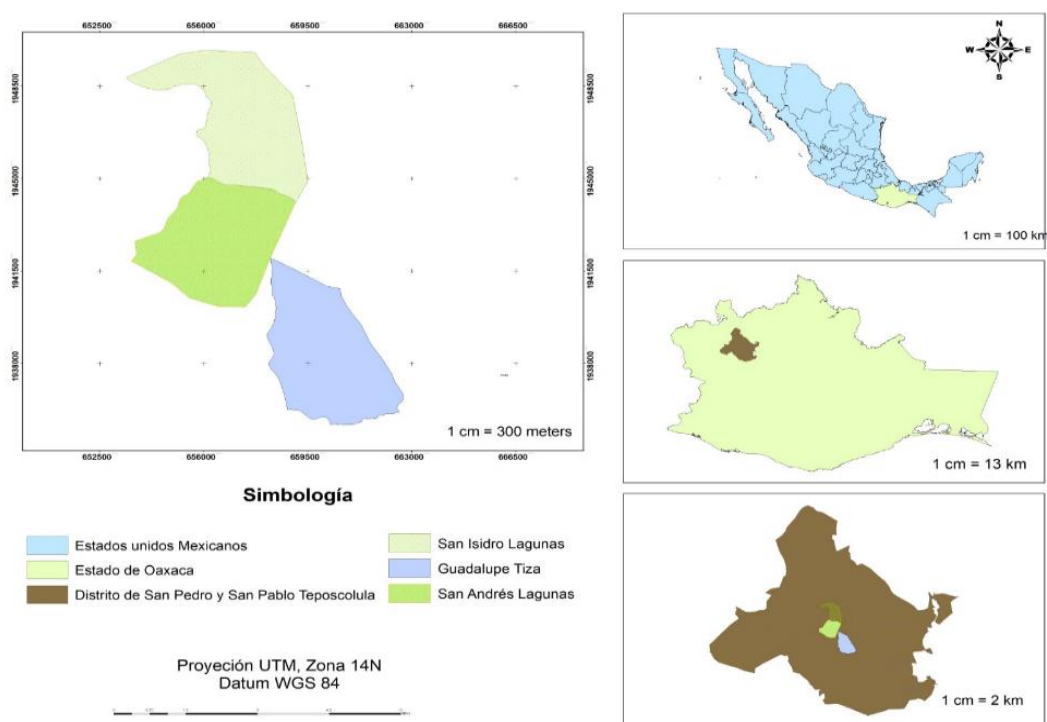 652500 656000 659500 663000 666500
1948500 1948500
1945000 1945000
1941500 1941500
1938000 1938000
1 cm = 300 meters
652500 656000 659500 663000 666500
N
W E
S
1 cm = 100 km
1 cm = 13 km
1 cm = 2 km
Simbología
Estados unidos Mexicanos
Estado de Oaxaca
Distrito de San Pedro y San Pablo Teposcolula
San Isidro Lagunas
Guadalupe Tiza
San Andrés Lagunas
Proyeción UTM, Zona 14N
Datum WGS 84